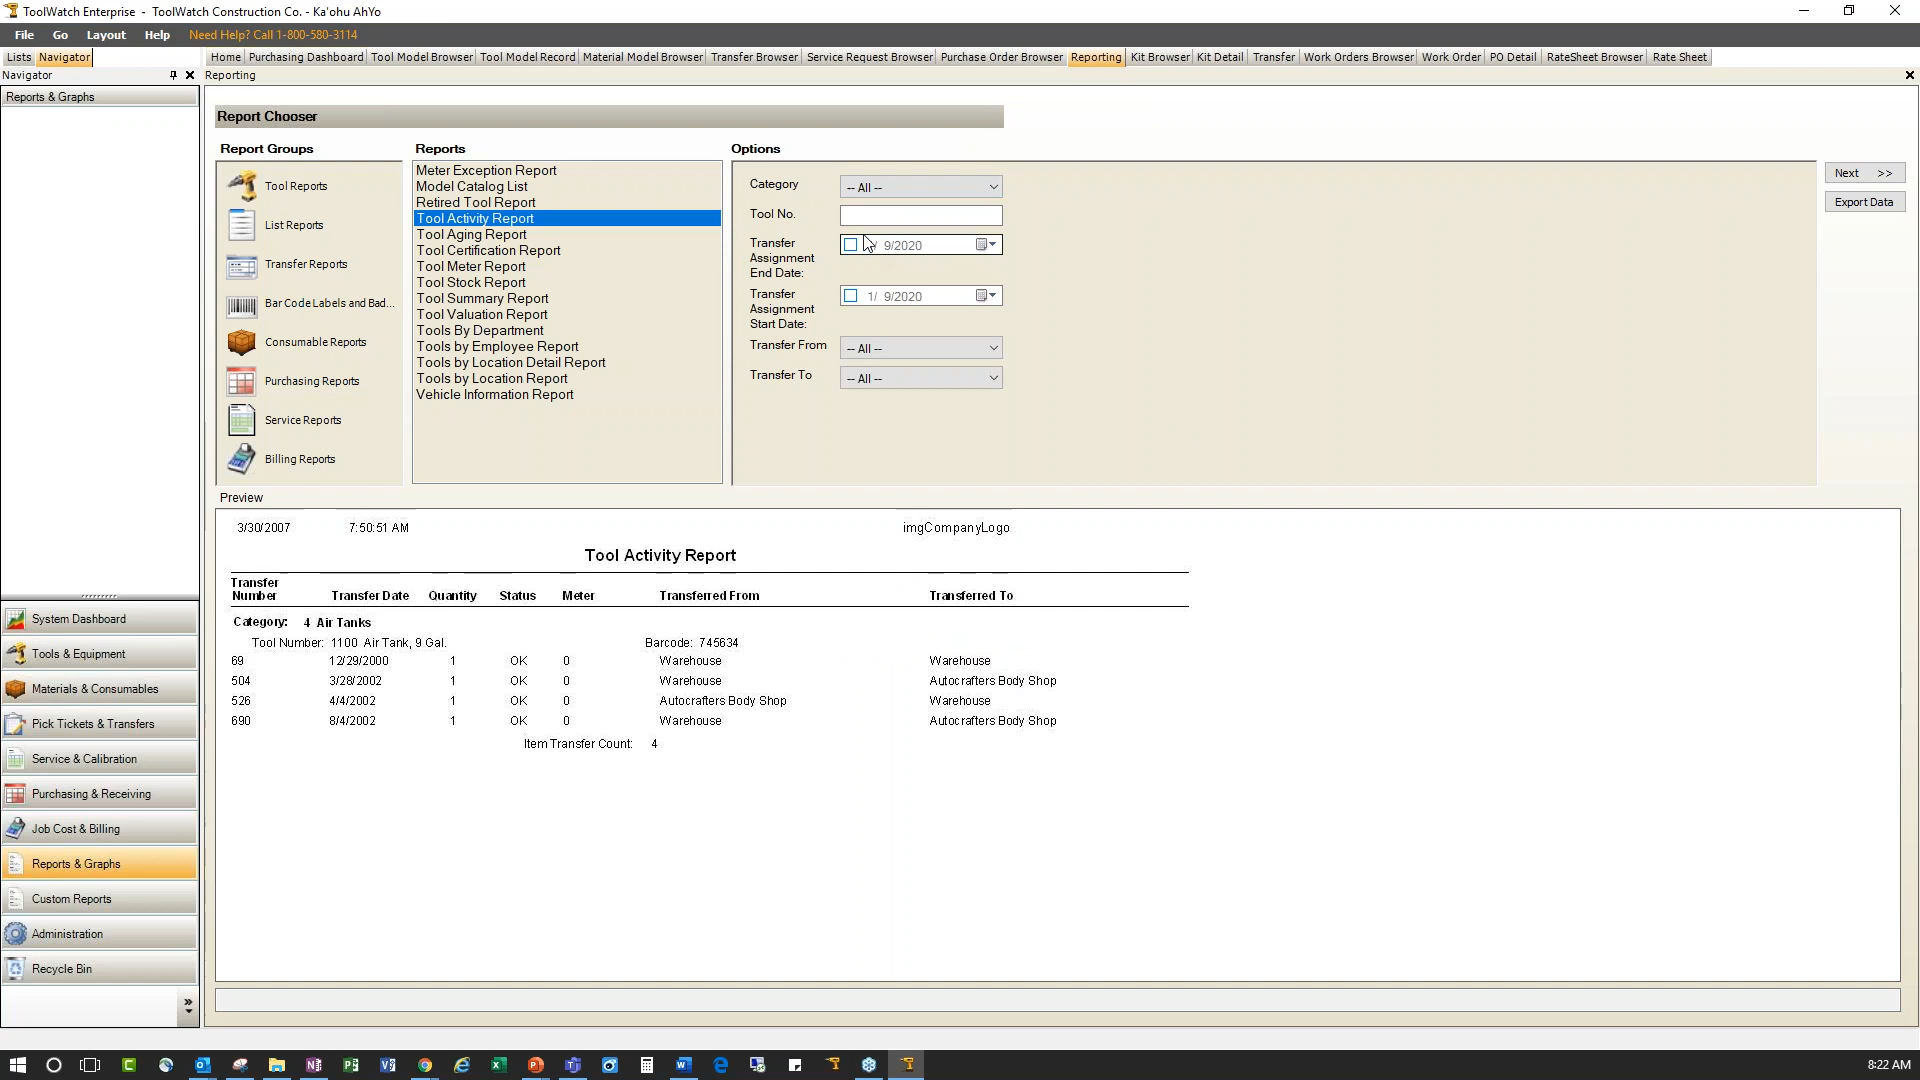 ToolWatch Enterprise - ToolWatch Construction Co. - Ka'ohu AhYo
File Go Layout Help Need Help? Call 1-800-580-3114
Lists Navigator Home Purchasing Dashboard Tool Model Browser Tool Model Record Material Model Browser Transfer Browser Service Request Browser Purchase Order Browser Reporting Kit Browser Kit Detail Transfer Work Orders Browser Work Order PO Detail RateSheet Browser Rate Sheet
Navigator Reporting
Reports & Graphs
Report Chooser
Report Groups
Tool Reports
List Reports
Transfer Reports
Bar Code Labels and Bad...
Consumable Reports
Purchasing Reports
Service Reports
Billing Reports
Reports
Meter Exception Report
Model Catalog List
Retired Tool Report
Tool Activity Report
Tool Aging Report
Tool Certification Report
Tool Meter Report
Tool Stock Report
Tool Summary Report
Tool Valuation Report
Tools By Department
Tools by Employee Report
Tools by Location Detail Report
Tools by Location Report
Vehicle Information Report
Options
Category -- All --
Tool No.
Transfer / 9/2020
Assignment
End Date:
Transfer 1/ 9/2020
Assignment
Start Date:
Transfer From -- All --
Transfer To -- All --
Next >>
Export Data
Preview
3/30/2007 7:50:51 AM imgCompanyLogo
Tool Activity Report
Transfer
Number Transfer Date Quantity Status Meter Transferred From Transferred To
Category: 4 Air Tanks
Tool Number: 1100 Air Tank, 9 Gal. Barcode: 745634
69 12/29/2000 1 OK 0 Warehouse Warehouse
504 3/28/2002 1 OK 0 Warehouse Autocrafters Body Shop
526 4/4/2002 1 OK 0 Autocrafters Body Shop Warehouse
690 8/4/2002 1 OK 0 Warehouse Autocrafters Body Shop
Item Transfer Count: 4
System Dashboard
Tools & Equipment
Materials & Consumables
Pick Tickets & Transfers
Service & Calibration
Purchasing & Receiving
Job Cost & Billing
Reports & Graphs
Custom Reports
Administration
Recycle Bin
8:22 AM